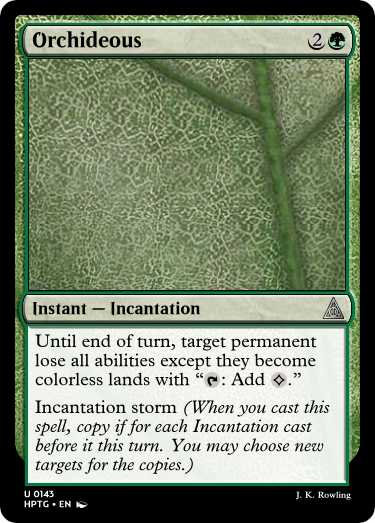 Orchideous 2
Instant — Incantation
Until end of turn, target permanent
lose all abilities except they become
colorless lands with “: Add .”
Incantation storm (When you cast this
spell, copy if for each Incantation cast
before it this turn. You may choose new
targets for the copies.)
U 0143
HPTG • EN
J. K. Rowling